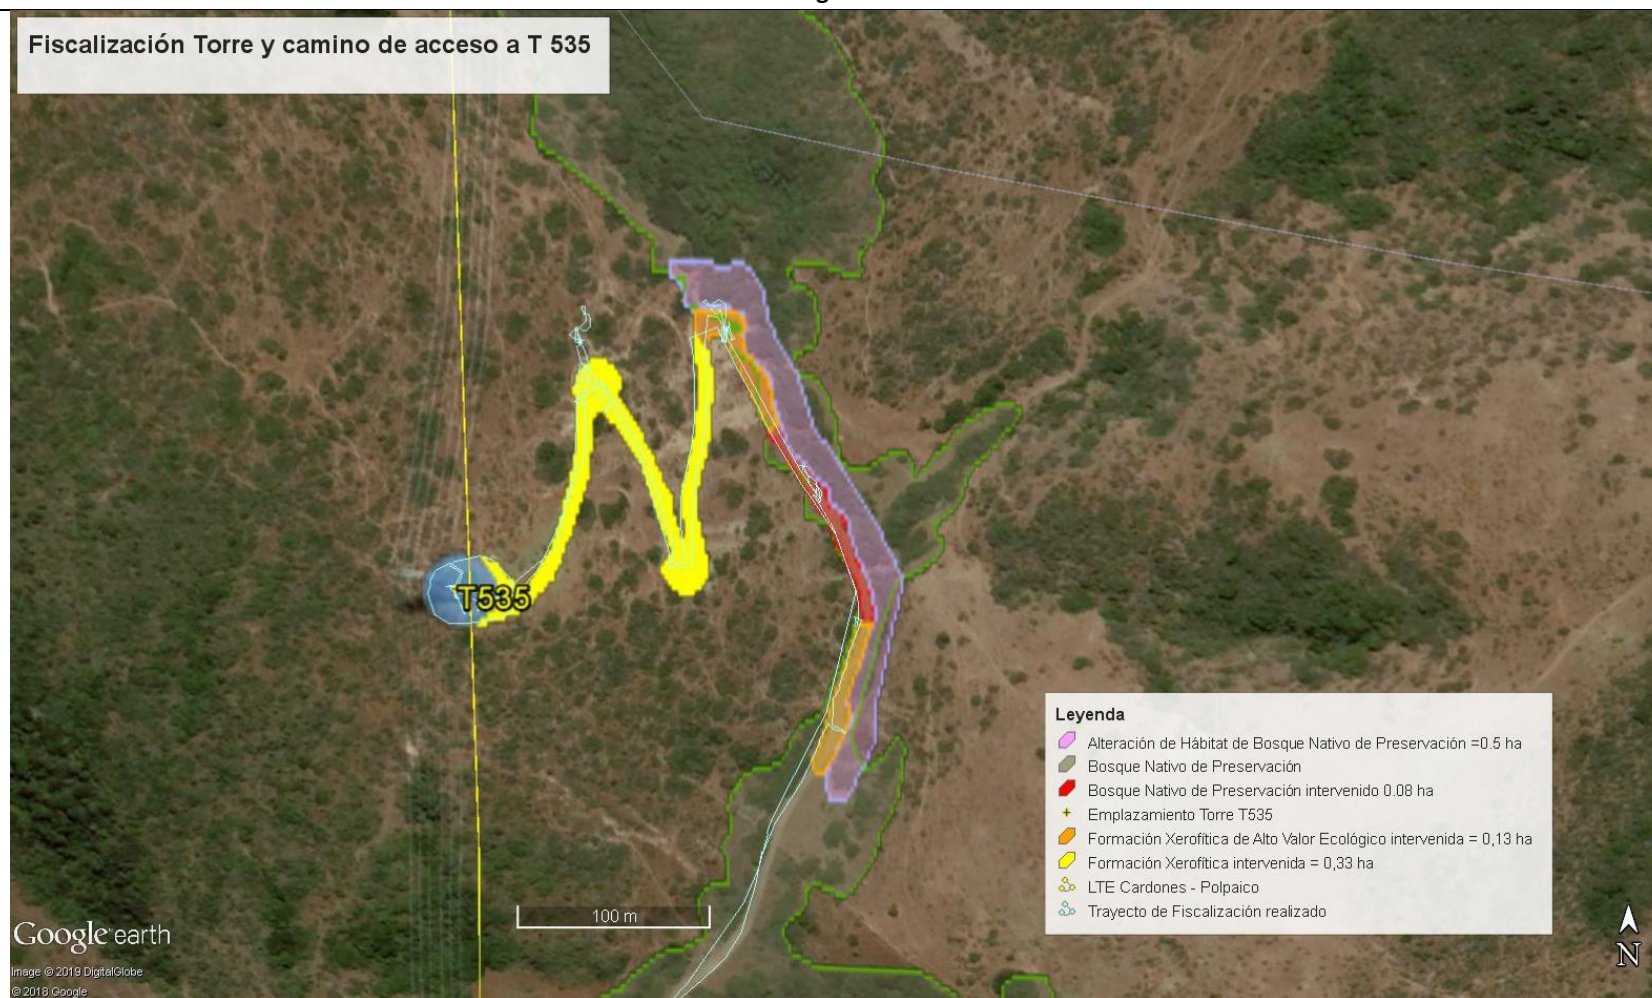 Fiscalización Torre y camino de acceso a T 535
T535
Leyenda
Alteración de Hábitat de Bosque Nativo de Preservación =0.5 ha
Bosque Nativo de Preservación
Bosque Nativo de Preservación intervenido 0.08 ha
Emplazamiento Torre T535
Formación Xerofítica de Alto Valor Ecológico intervenida = 0,13 ha
Formación Xerofítica intervenida = 0,33 ha
LTE Cardones - Polpaico
Trayecto de Fiscalización realizado
100 m
Google earth
Image © 2019 DigitalGlobe
© 2018 Google
N